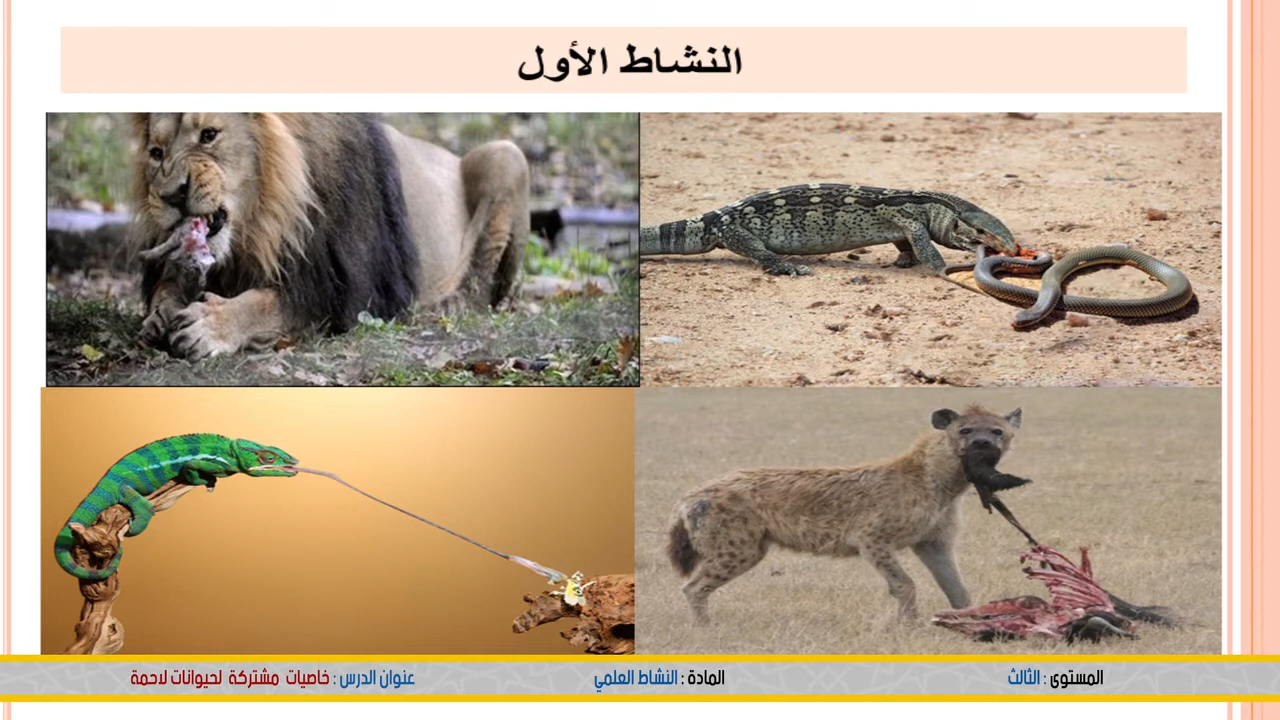 النشاط الأول
المستوى : الثالث
المادة : النشاط العلمي
عنوان الدرس : خاصيات مشتركة لحيوانات لاحمة